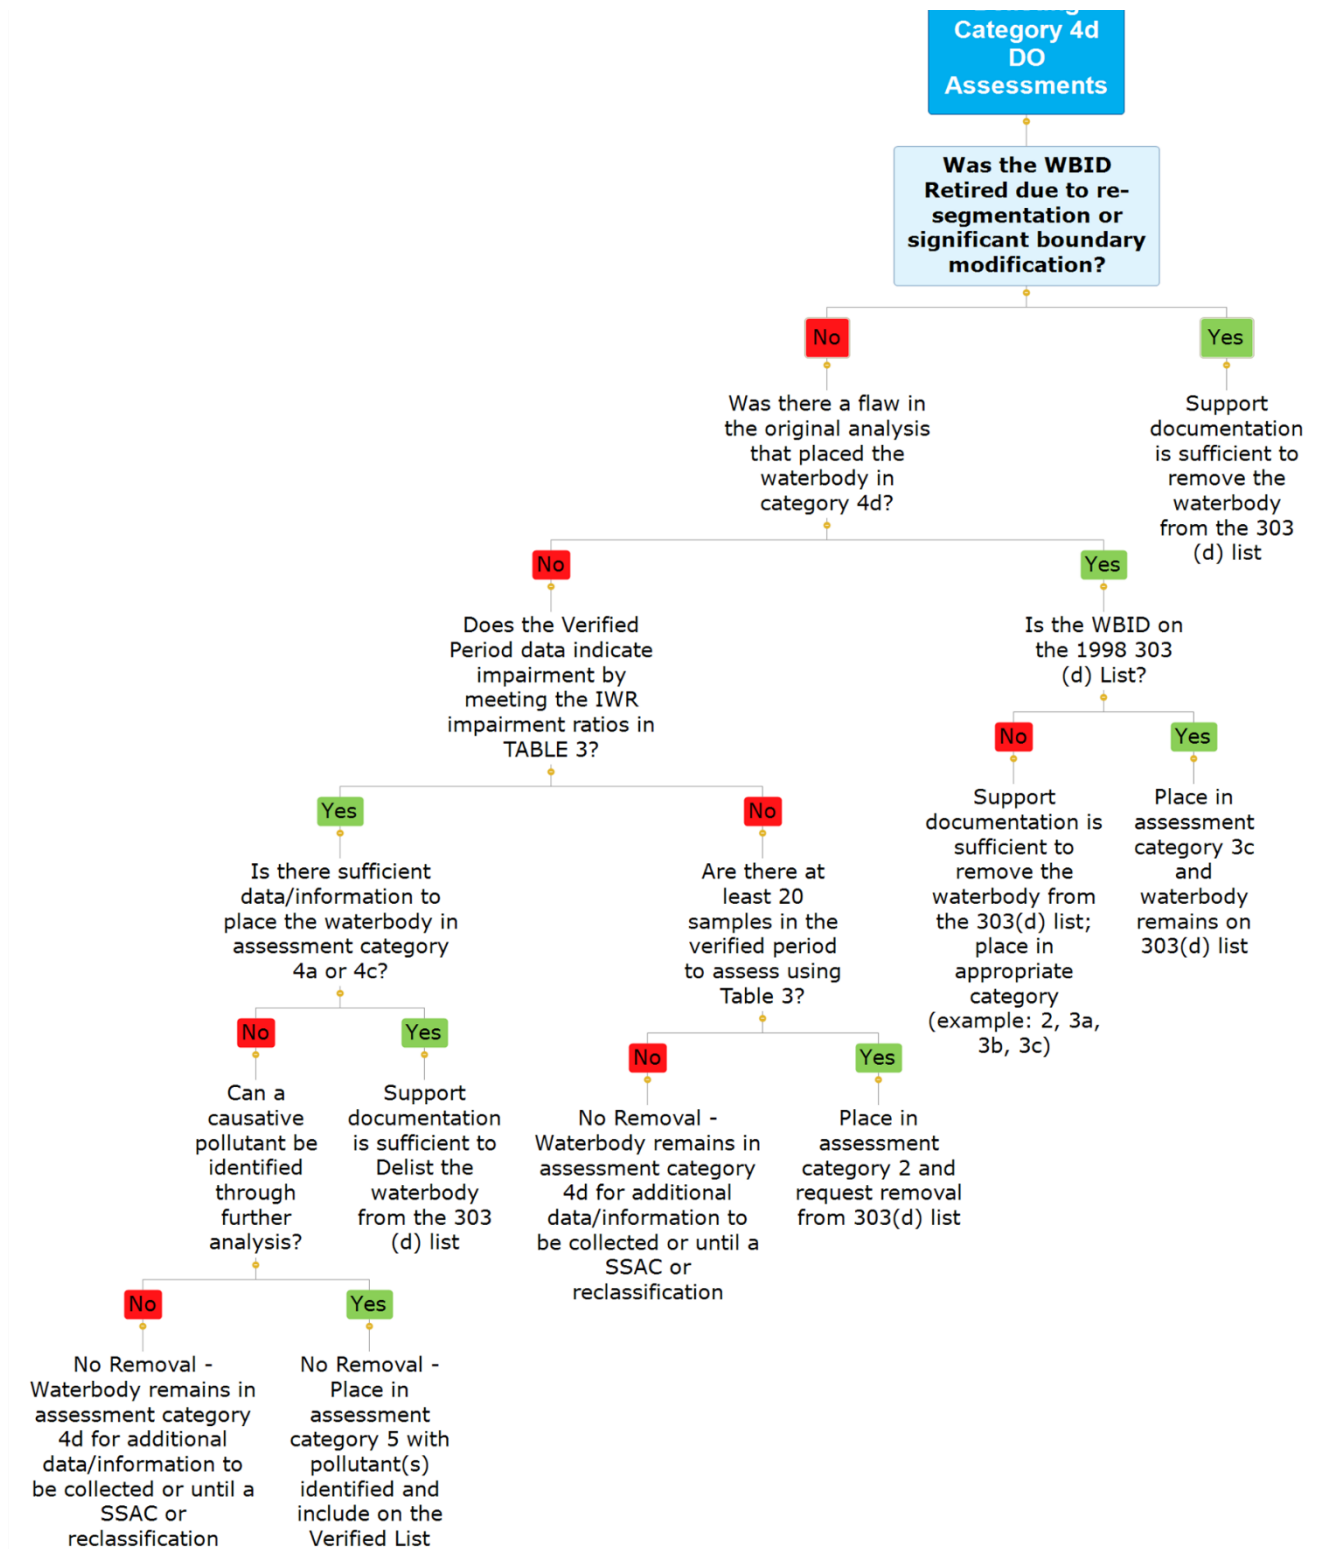 Category 4d
DO
Assessments
Was the WBID
Retired due to re-
segmentation or
significant boundary
modification?
No
Yes
Was there a flaw in
the original analysis
that placed the
waterbody in
category 4d?
Support
documentation
is sufficient to
remove the
waterbody
from the 303
(d) list
No
Yes
Does the Verified
Period data indicate
impairment by
meeting the IWR
impairment ratios in
TABLE 3?
Is the WBID on
the 1998 303
(d) List?
No
Yes
Support
documentation is
sufficient to
remove the
waterbody from
the 303(d) list;
place in
appropriate
category
(example: 2, 3a,
3b, 3c)
Place in
assessment
category 3c
and
waterbody
remains on
303(d) list
Yes
No
Is there sufficient
data/information to
place the waterbody in
assessment category
4a or 4c?
Are there at
least 20
samples in the
verified period
to assess using
Table 3?
No
Yes
No
Yes
Can a
causative
pollutant be
identified
through
further
analysis?
Support
documentation
is sufficient to
Delist the
waterbody
from the 303
(d) list
No Removal -
Waterbody remains in
assessment category
4d for additional
data/information to
be collected or until a
SSAC or
reclassification
Place in
assessment
category 2 and
request removal
from 303(d) list
No
Yes
No Removal -
Waterbody remains in
assessment category
4d for additional
data/information to
be collected or until a
SSAC or
reclassification
No Removal -
Place in
assessment
category 5 with
pollutant(s)
identified and
include on the
Verified List